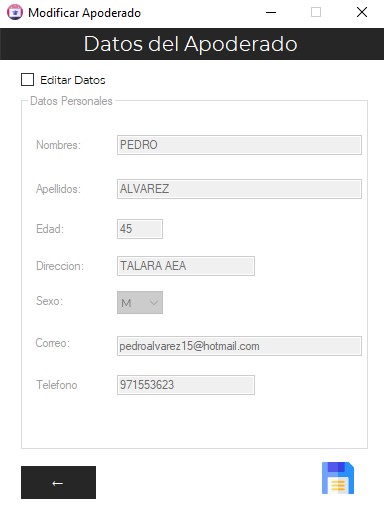 Modificar Apoderado
Datos del Apoderado
Editar Datos
Datos Personales
Nombres: PEDRO
Apellidos: ALVAREZ
Edad: 45
Direccion: TALARA AEA
Sexo: M
Correo: pedroalvarez15@hotmail.com
Telefono 971553623
←